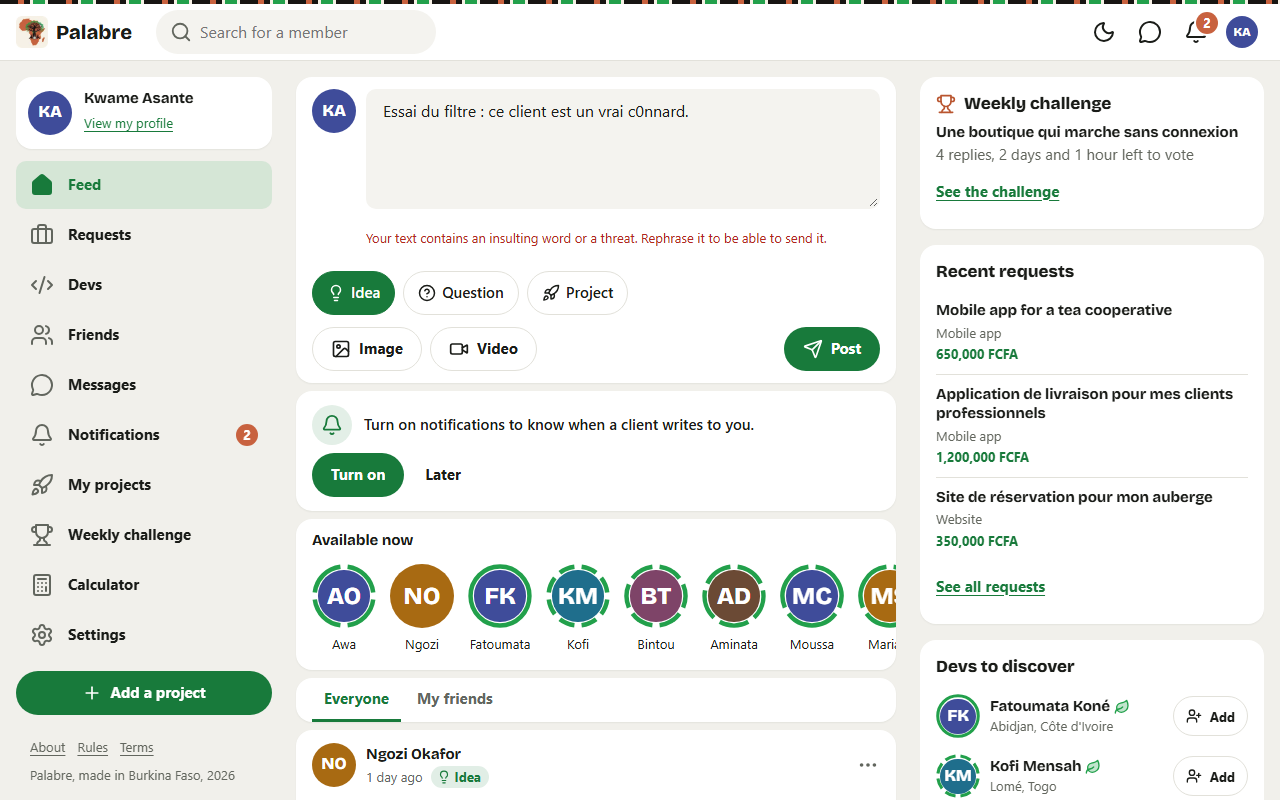 Palabre
Search for a member
2
KA
KA
Kwame Asante
View my profile
Feed
Requests
Devs
Friends
Messages
Notifications
2
My projects
Weekly challenge
Calculator
Settings
Add a project
About Rules Terms
Palabre, made in Burkina Faso, 2026
KA
Essai du filtre : ce client est un vrai c0nnard.
Your text contains an insulting word or a threat. Rephrase it to be able to send it.
Idea
Question
Project
Image
Video
Post
Turn on notifications to know when a client writes to you.
Turn on
Later
Available now
AO
NO
FK
KM
BT
AD
MC
Awa
Ngozi
Fatoumata
Kofi
Bintou
Aminata
Moussa
Everyone
My friends
NO
Ngozi Okafor
1 day ago
Idea
Weekly challenge
Une boutique qui marche sans connexion
4 replies, 2 days and 1 hour left to vote
See the challenge
Recent requests
Mobile app for a tea cooperative
Mobile app
650,000 FCFA
Application de livraison pour mes clients
professionnels
Mobile app
1,200,000 FCFA
Site de réservation pour mon auberge
Website
350,000 FCFA
See all requests
Devs to discover
FK
Fatoumata Koné
Abidjan, Côte d'Ivoire
Add
KM
Kofi Mensah
Lomé, Togo
Add